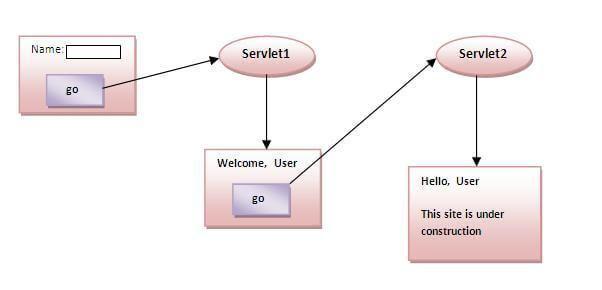 Name:
go
Servlet1
Welcome, User
go
Servlet2
Hello, User
This site is under
construction